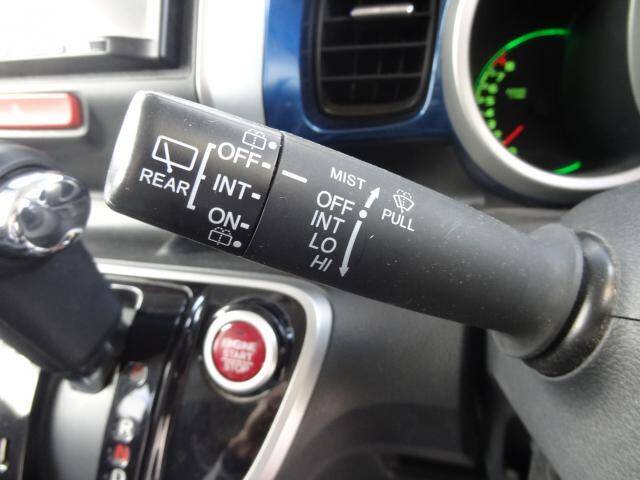 OFF
REAR
INT
ON
MIST
OFF
INT
LO
HI
PULL
ENGINE
START
STOP
R
N